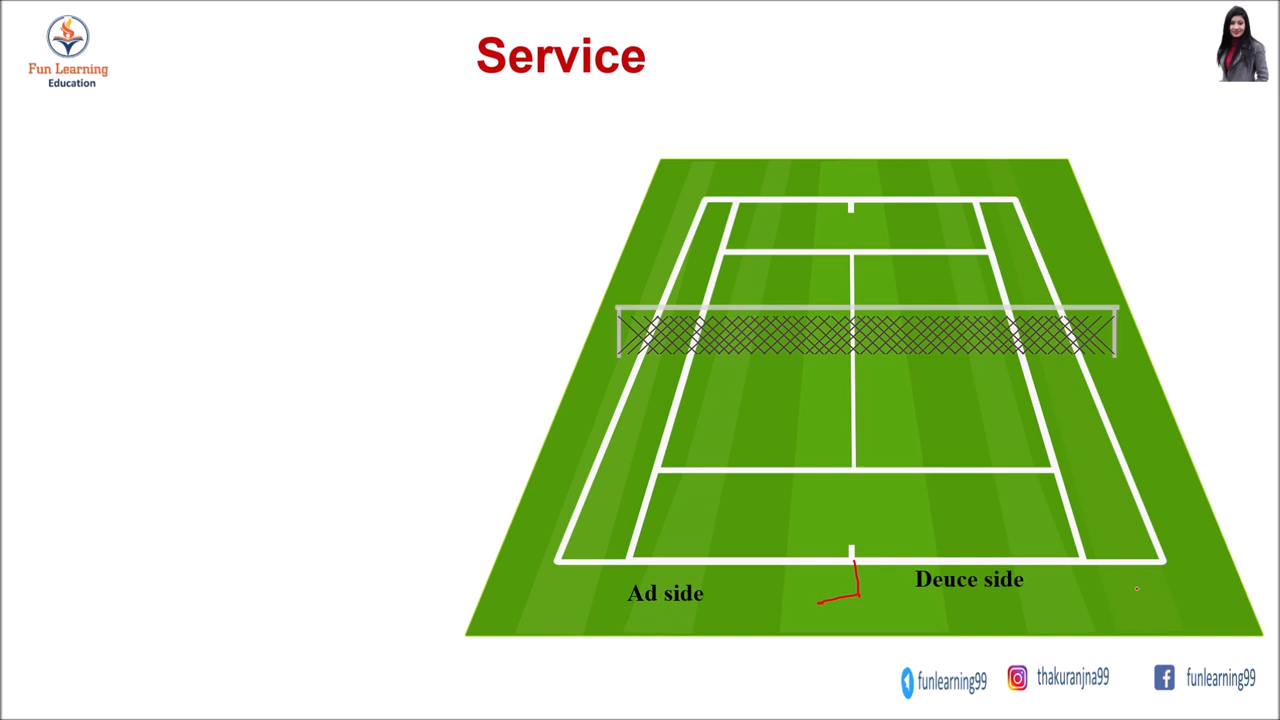 Fun Learning
Education
Service
Ad side
Deuce side
funlearning99
thakuranjna99
funlearning99